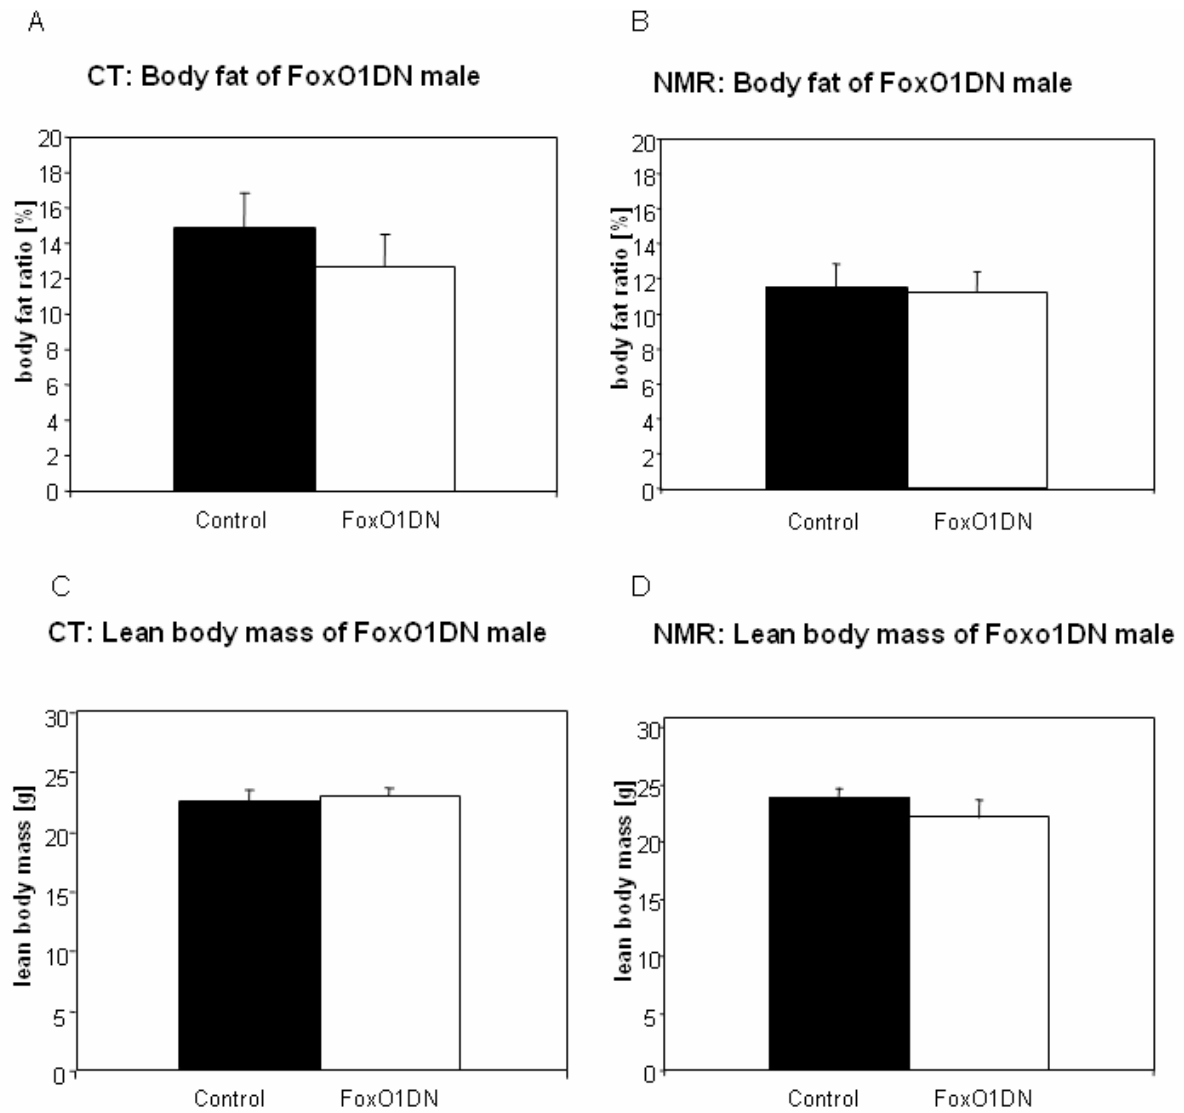 A
CT: Body fat of FoxO1DN male
body fat ratio [%]
20
18
16
14
12
10
8
6
4
2
0
Control FoxO1DN
B
NMR: Body fat of FoxO1DN male
body fat ratio [%]
20
18
16
14
12
10
8
6
4
2
0
Control FoxO1DN
C
CT: Lean body mass of FoxO1DN male
lean body mass [g]
30
25
20
15
10
5
0
Control FoxO1DN
D
NMR: Lean body mass of Foxo1DN male
lean body mass [g]
30
25
20
15
10
5
0
Control FoxO1DN